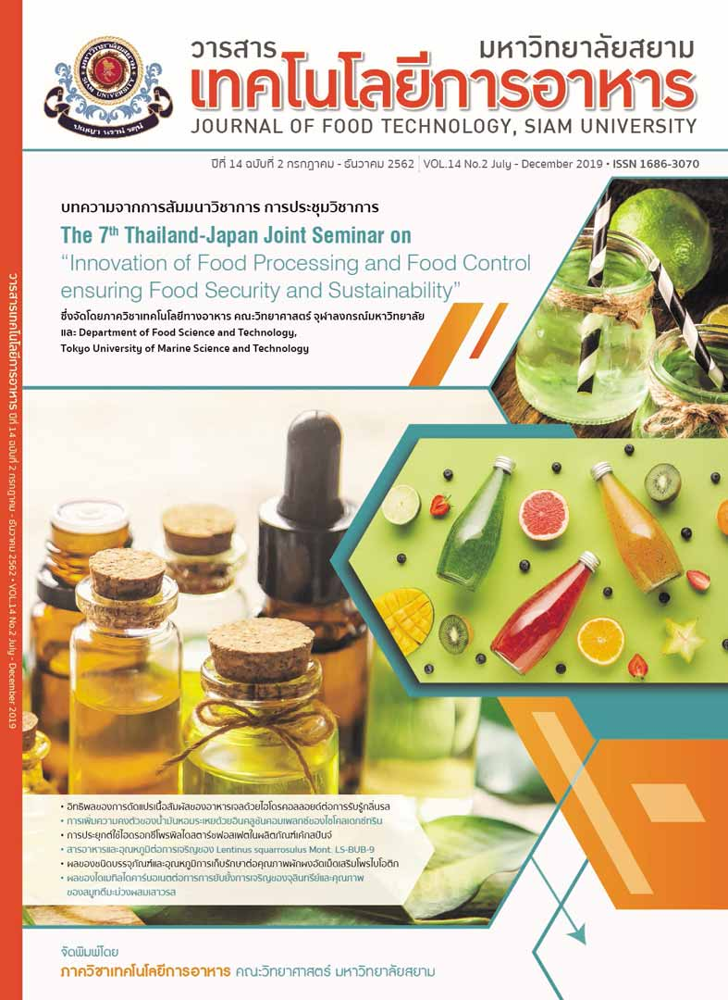 วารสาร มหาวิทยาลัยสยาม
เทคโนโลยีการอาหาร
JOURNAL OF FOOD TECHNOLOGY, SIAM UNIVERSITY
มหาวิทยาลัยสยาม
SIAM UNIVERSITY
ปีที่ 14 ฉบับที่ 2 กรกฎาคม - ธันวาคม 2562 VOL.14 No.2 July - December 2019 • ISSN 1686-3070
บทความจากการสัมมนาวิชาการ การประชุมวิชาการ
The 7th Thailand-Japan Joint Seminar on
“Innovation of Food Processing and Food Control
ensuring Food Security and Sustainability”
ซึ่งจัดโดยภาควิชาเทคโนโลยีทางอาหาร คณะวิทยาศาสตร์ จุฬาลงกรณ์มหาวิทยาลัย
และ Department of Food Science and Technology,
Tokyo University of Marine Science and Technology
วารสารเทคโนโลยีการอาหาร ปีที่ 14 ฉบับที่ 2 กรกฎาคม - ธันวาคม 2562 • VOL.14 No.2 July - December 2019
• อิทธิพลของการดัดแปรเนื้อสัมผัสของอาหารเจลด้วยไฮโดรคอลลอยด์ต่อการรับรู้กลิ่นรส
• การเพิ่มความคงตัวของน้ำมันหอมระเหยด้วยอินคลูชันคอมเพลกซ์ของไซโคลเดกซ์ทริน
• การประยุกต์ใช้ไฮดรอกซีโพรพิลไดสตาร์ชฟอสเฟตในผลิตภัณฑ์เค้กสปันจ์
• สารอาหารและอุณหภูมิต่อการเจริญของ Lentinus squarrosulus Mont. LS-BUB-9
• ผลของชนิดบรรจุภัณฑ์และอุณหภูมิการเก็บรักษาต่อคุณภาพผักผงอัดเม็ดเสริมโพรไบโอติก
• ผลของไดเมทิลไดคาร์บอเนตต่อการการยับยั้งการเจริญของจุลินทรีย์และคุณภาพ
ของสมูทตีมะม่วงผสมเสาวรส
จัดพิมพ์โดย
ภาควิชาเทคโนโลยีการอาหาร คณะวิทยาศาสตร์ มหาวิทยาลัยสยาม